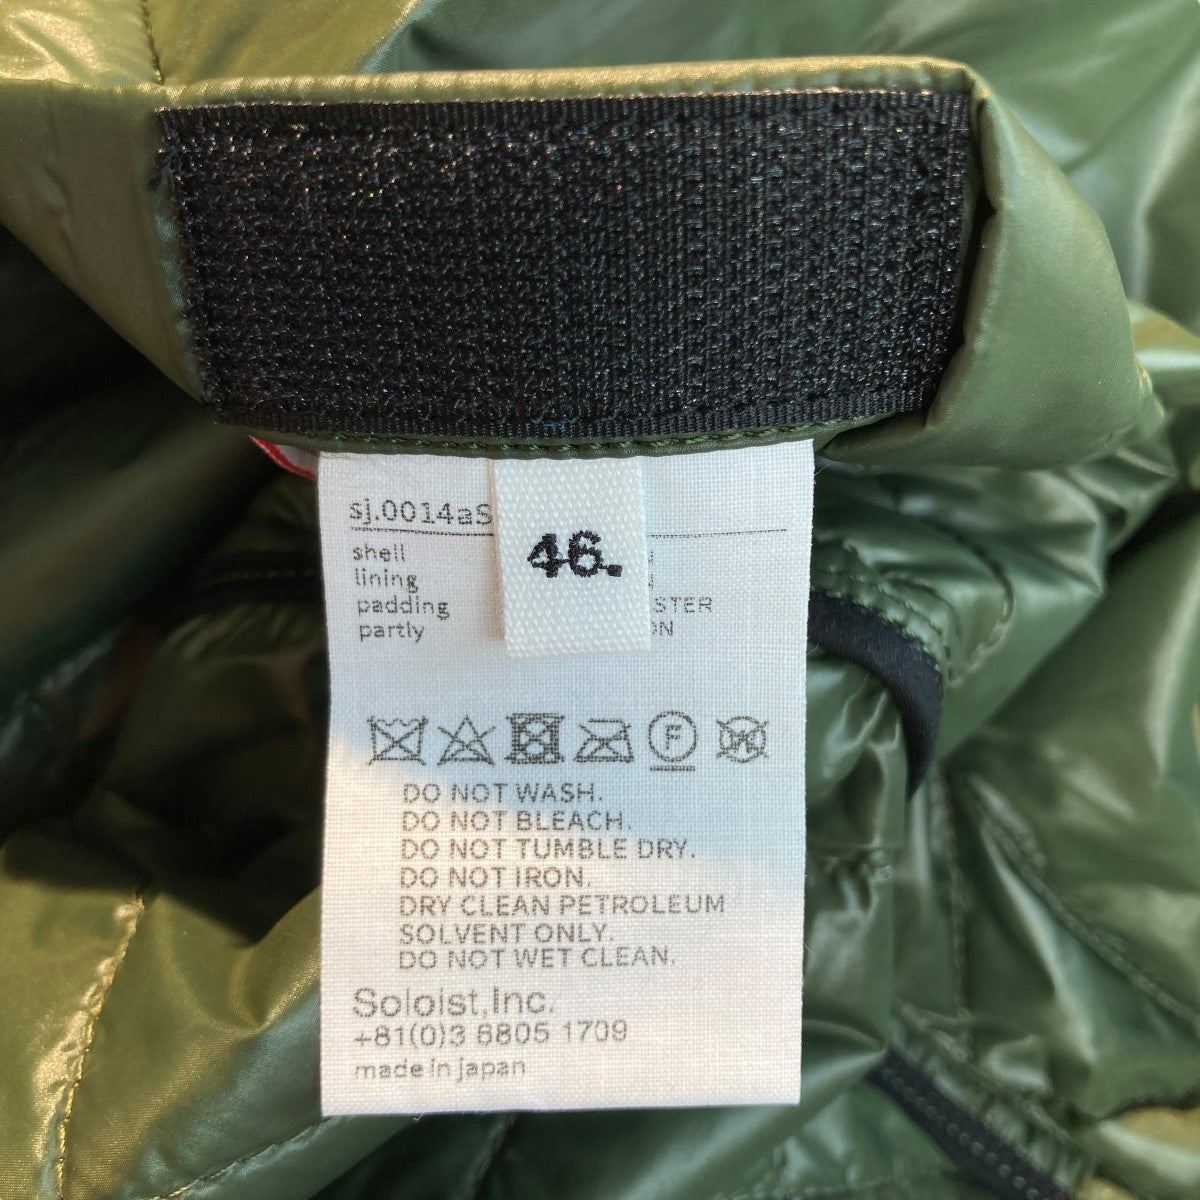 sj.0014aS
46.
shell
lining
padding
partly
DO NOT WASH.
DO NOT BLEACH.
DO NOT TUMBLE DRY.
DO NOT IRON.
DRY CLEAN PETROLEUM
SOLVENT ONLY.
DO NOT WET CLEAN.
Soloist,Inc.
+81(0)3 6805 1709
made in japan